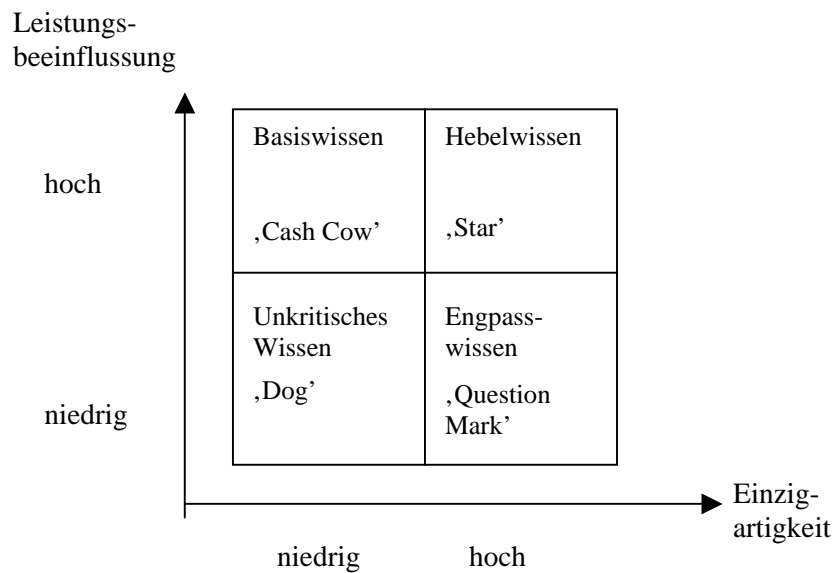 Leistungs-
beeinflussung
hoch
Basiswissen
‚Cash Cow’
Hebelwissen
‚Star’
niedrig
Unkritisches
Wissen
‚Dog’
Engpass-
wissen
‚Question
Mark’
Einzig-
artigkeit
niedrig
hoch